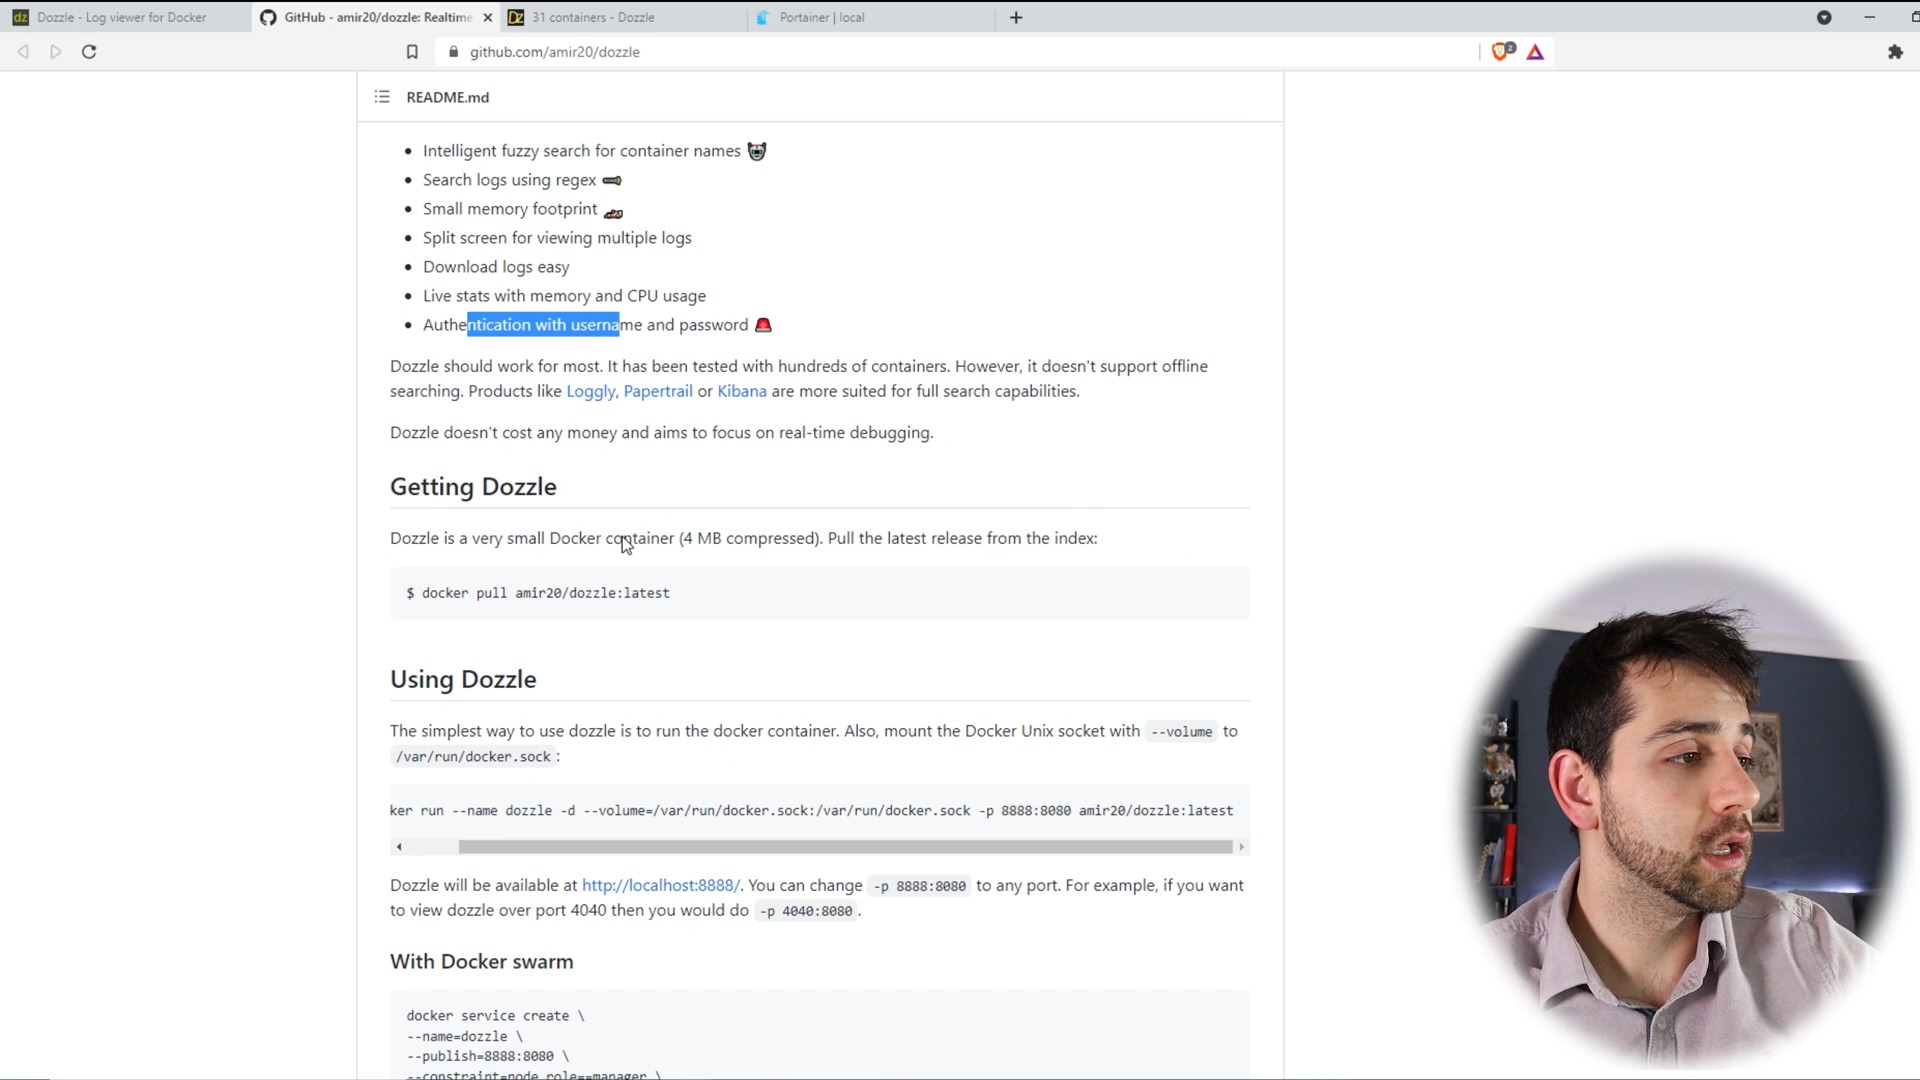 Dozzle - Log viewer for Docker
GitHub - amir20/dozzle: Realtime
31 containers - Dozzle
Portainer | local
github.com/amir20/dozzle
2
README.md
Intelligent fuzzy search for container names
Search logs using regex
Small memory footprint
Split screen for viewing multiple logs
Download logs easy
Live stats with memory and CPU usage
Authentication with username and password
Dozzle should work for most. It has been tested with hundreds of containers. However, it doesn't support offline
searching. Products like Loggly, Papertrail or Kibana are more suited for full search capabilities.
Dozzle doesn't cost any money and aims to focus on real-time debugging.
Getting Dozzle
Dozzle is a very small Docker container (4 MB compressed). Pull the latest release from the index:
$ docker pull amir20/dozzle:latest
Using Dozzle
The simplest way to use dozzle is to run the docker container. Also, mount the Docker Unix socket with --volume to
/var/run/docker.sock :
ker run --name dozzle -d --volume=/var/run/docker.sock:/var/run/docker.sock -p 8888:8080 amir20/dozzle:latest
Dozzle will be available at http://localhost:8888/. You can change -p 8888:8080 to any port. For example, if you want
to view dozzle over port 4040 then you would do -p 4040:8080 .
With Docker swarm
docker service create \
--name=dozzle \
--publish=8888:8080 \
--constraint=node.role==manager \